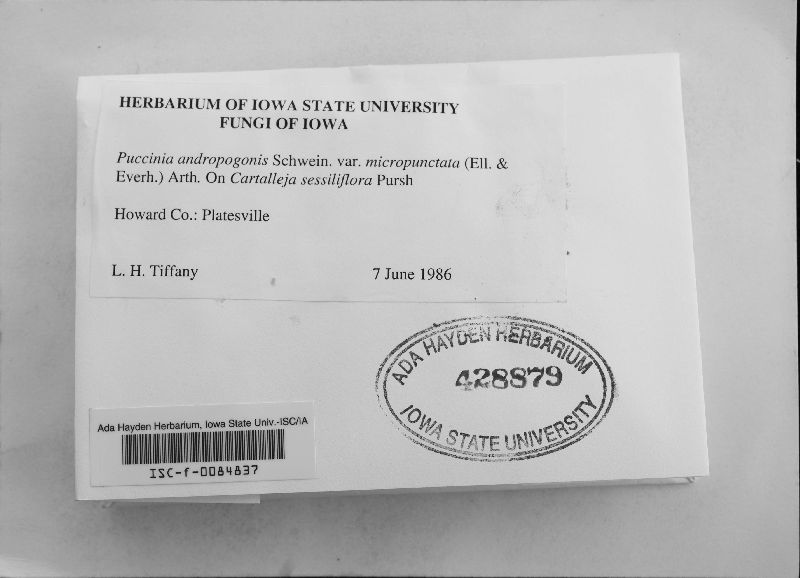 HERBARIUM OF IOWA STATE UNIVERSITY
FUNGI OF IOWA
Puccinia andropogonis Schwein. var. micropunctata (Ell. &
Everh.) Arth. On Cartalleja sessiliflora Pursh
Howard Co.: Platesville
L. H. Tiffany 7 June 1986
ADA HAYDEN HERBARIUM
428879
IOWA STATE UNIVERSITY
Ada Hayden Herbarium, Iowa State Univ.-ISC/IA
ISC-f-0084837